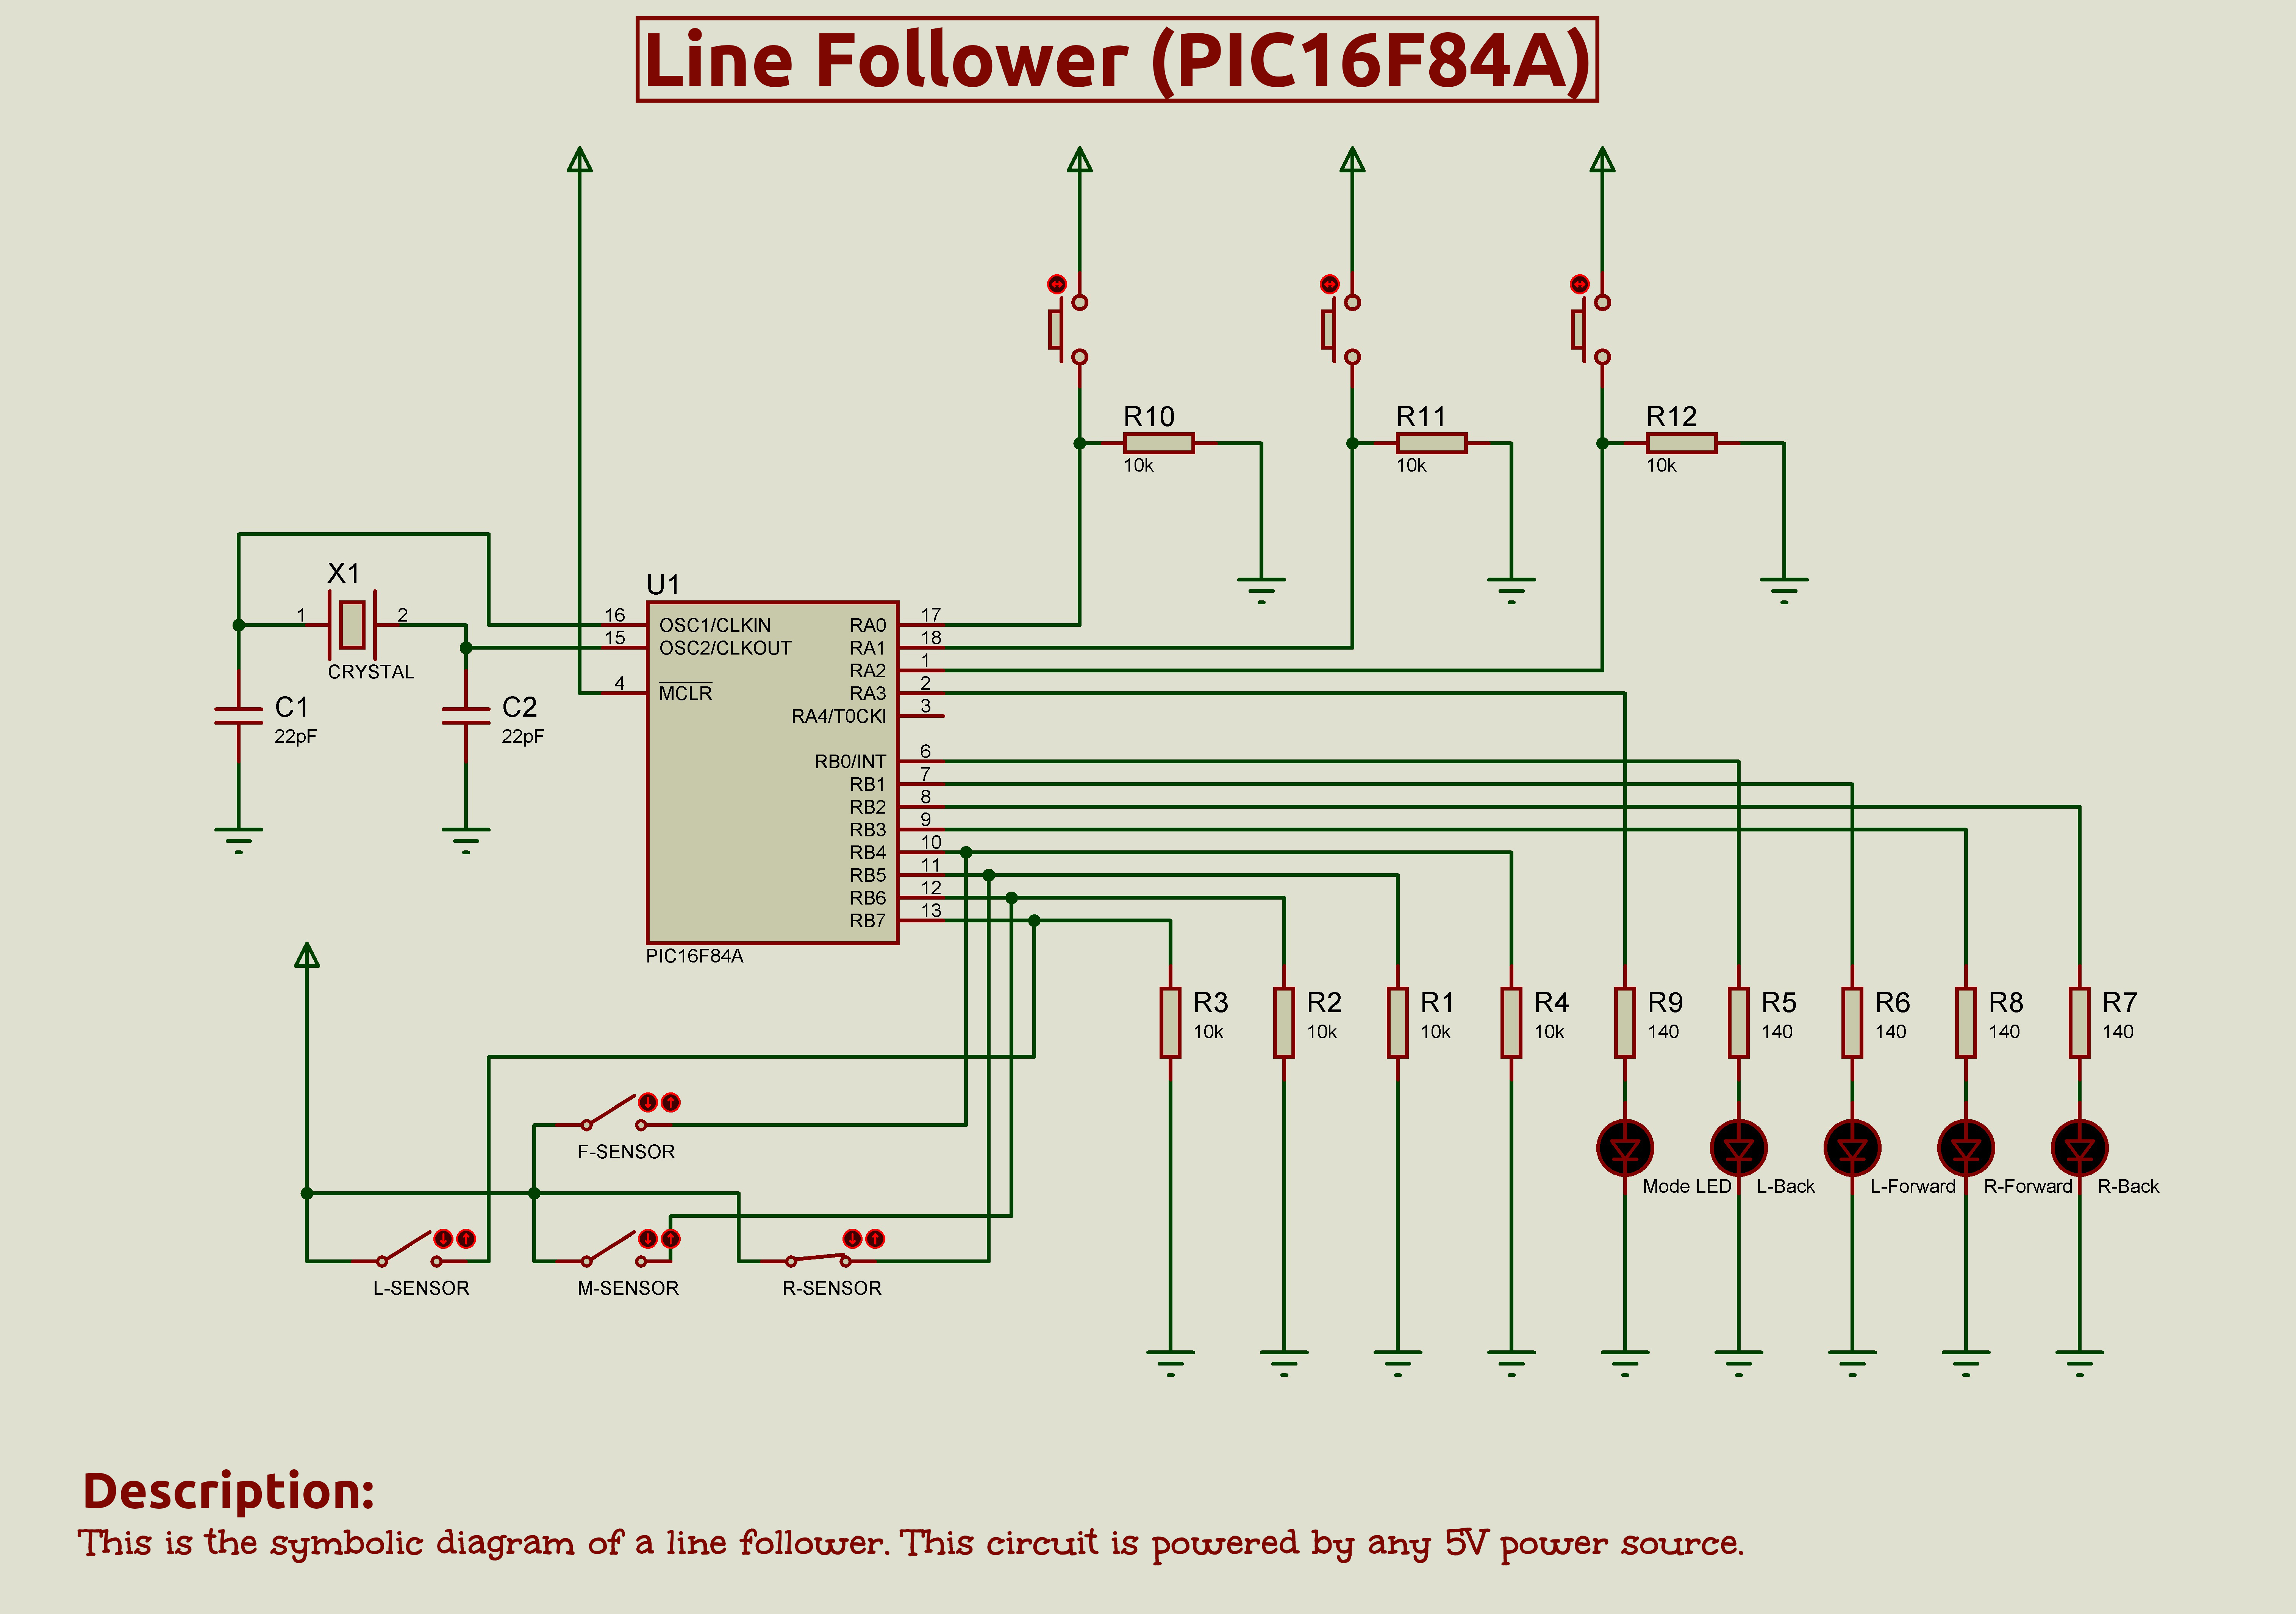 Line Follower (PIC16F84A)
R10
10k
R11
10k
R12
10k
X1
1
2
CRYSTAL
C1
22pF
C2
22pF
U1
16
OSC1/CLKIN
15
OSC2/CLKOUT
4
MCLR
RA0
17
RA1
18
RA2
1
RA3
2
RA4/T0CKI
3
RB0/INT
6
RB1
7
RB2
8
RB3
9
RB4
10
RB5
11
RB6
12
RB7
13
PIC16F84A
R3
10k
R2
10k
R1
10k
R4
10k
R9
140
R5
140
R6
140
R8
140
R7
140
Mode LED
L-Back
L-Forward
R-Forward
R-Back
F-SENSOR
L-SENSOR
M-SENSOR
R-SENSOR
Description:
This is the symbolic diagram of a line follower. This circuit is powered by any 5V power source.